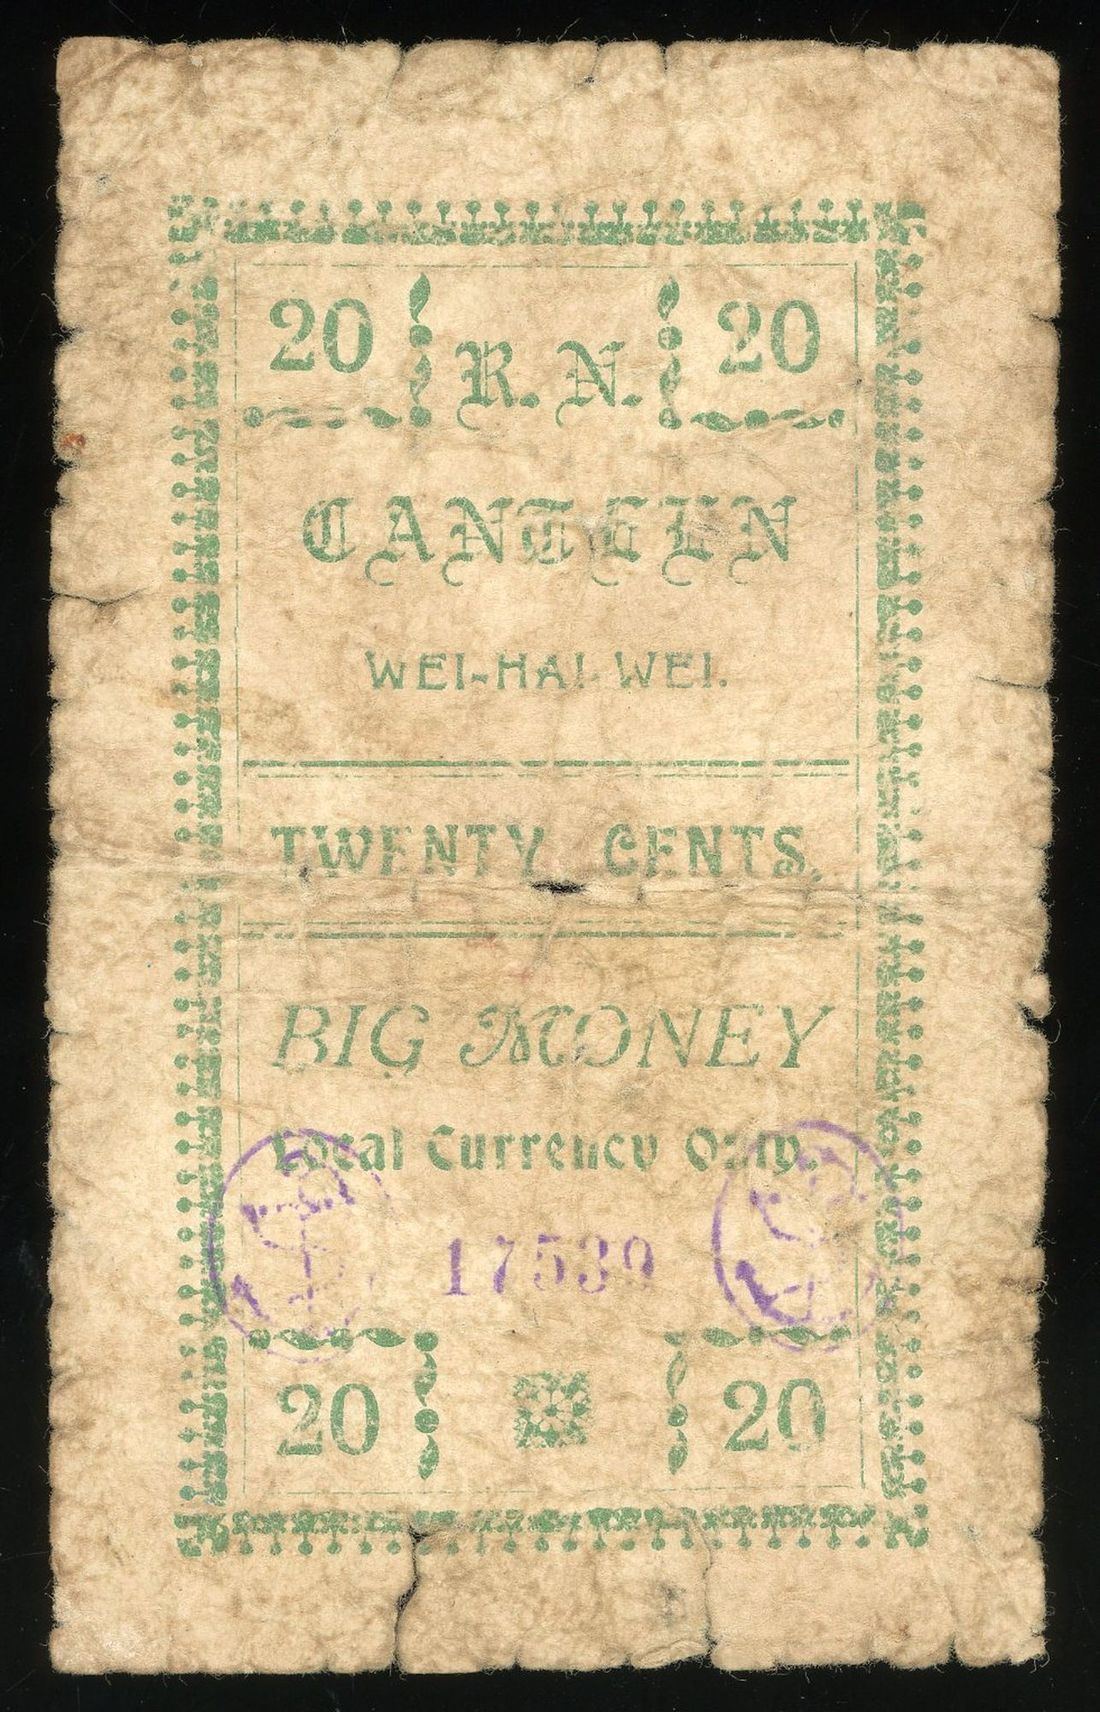 20 R. N. 20
CANTEEN
WEI-HAI-WEI.
TWENTY CENTS.
BIG MONEY
Local Currency Only.
17539
20 20